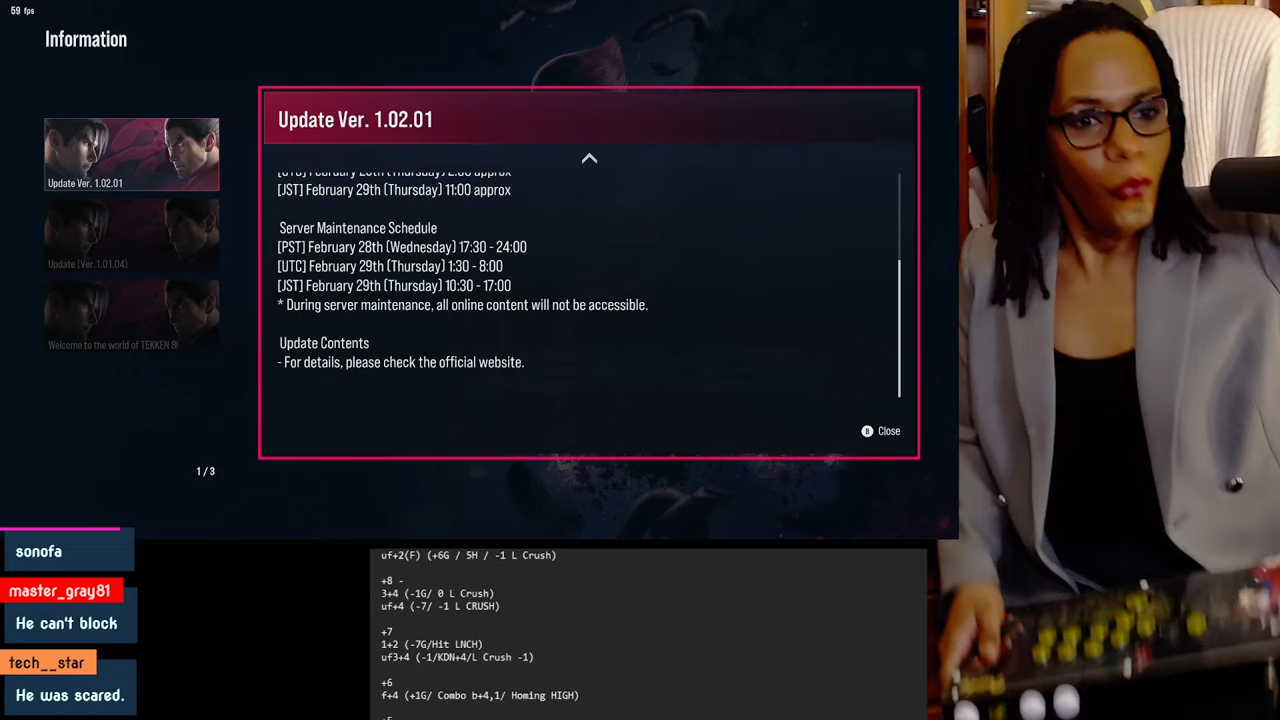 59 fps
Information
Update Ver. 1.02.01
Update Ver. 1.02.01
Update (Ver.1.01.04)
Welcome to the world of TEKKEN 8!
1 / 3
[JST] February 29th (Thursday) 11:00 approx
Server Maintenance Schedule
[PST] February 28th (Wednesday) 17:30 - 24:00
[UTC] February 29th (Thursday) 1:30 - 8:00
[JST] February 29th (Thursday) 10:30 - 17:00
* During server maintenance, all online content will not be accessible.
Update Contents
- For details, please check the official website.
B Close
sonofa
master_gray81
He can't block
tech__star
He was scared.
uf+2(F) (+6G / 5H / -1 L Crush)
+8 -
3+4 (-1G/ 0 L Crush)
uf+4 (-7/ -1 L CRUSH)
+7
1+2 (-7G/Hit LNCH)
uf3+4 (-1/KDN+4/L Crush -1)
+6
f+4 (+1G/ Combo b+4,1/ Homing HIGH)